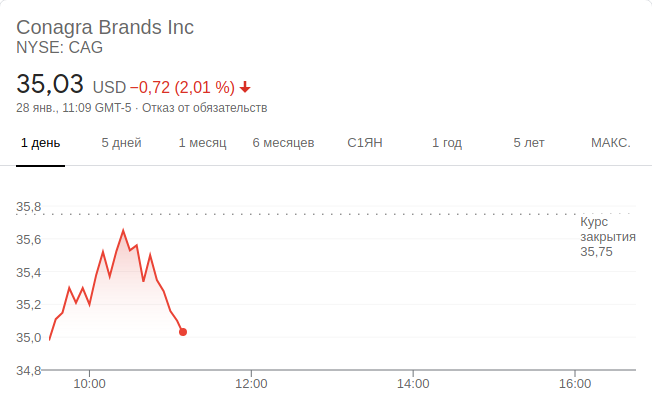 Conagra Brands Inc
NYSE: CAG
35,03 USD −0,72 (2,01 %)
28 янв., 11:09 GMT-5 · Отказ от обязательств
1 день 5 дней 1 месяц 6 месяцев С1ЯН 1 год 5 лет МАКС.
35,8
Курс
закрытия
35,75
35,6
35,4
35,2
35,0
34,8
10:00 12:00 14:00 16:00